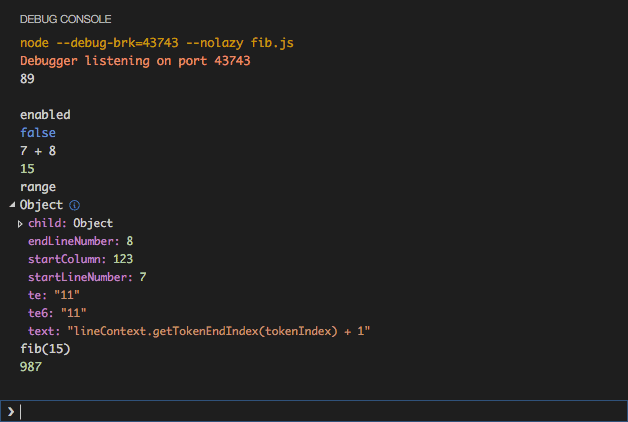 DEBUG CONSOLE
node --debug-brk=43743 --nolazy fib.js
Debugger listening on port 43743
89
enabled
false
7 + 8
15
range
Object
child: Object
endLineNumber: 8
startColumn: 123
startLineNumber: 7
te: "11"
te6: "11"
text: "lineContext.getTokenEndIndex(tokenIndex) + 1"
fib(15)
987